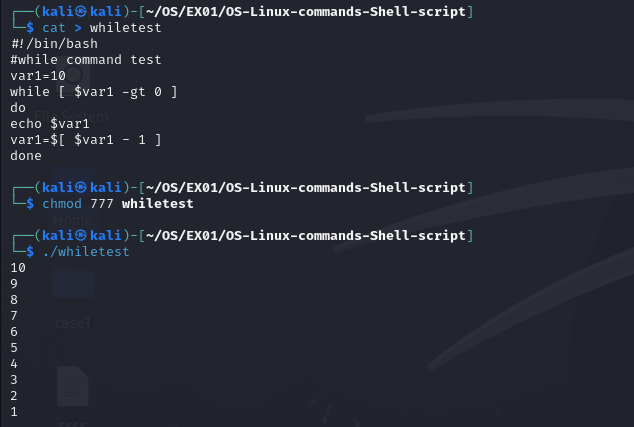 ┌──(kali㉿kali)-[~/OS/EX01/OS-Linux-commands-Shell-script]
└─$ cat > whiletest
#!/bin/bash
#while command test
var1=10
while [ $var1 -gt 0 ]
do
echo $var1
var1=$[ $var1 - 1 ]
done
┌──(kali㉿kali)-[~/OS/EX01/OS-Linux-commands-Shell-script]
└─$ chmod 777 whiletest
Home
┌──(kali㉿kali)-[~/OS/EX01/OS-Linux-commands-Shell-script]
└─$ ./whiletest
10
9
8
7
6
case1
5
4
3
2
1